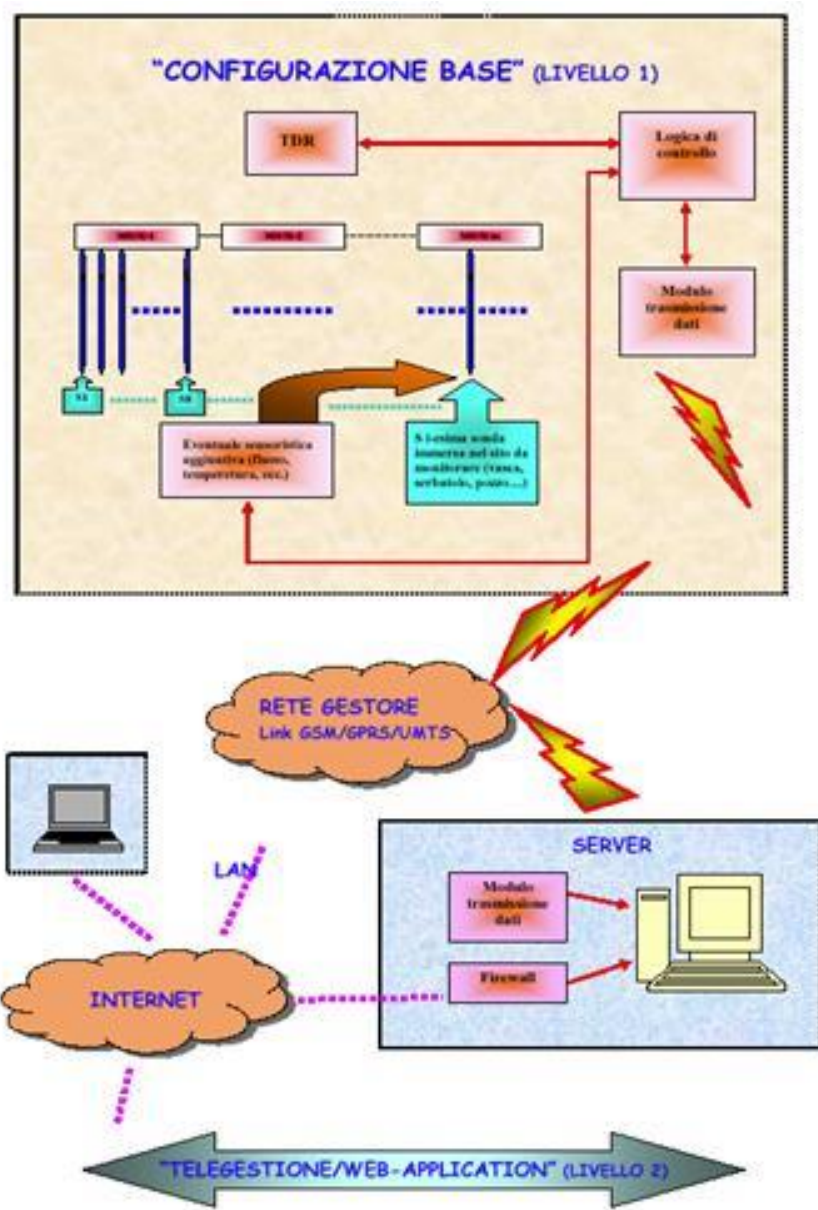 "CONFIGURAZIONE BASE" (LIVELLO 1)
TDR
Logica di
controllo
Modulo
trasmissione
dati
S1
S8
Eventuale sensoristica
aggiuntiva (flusso,
temperatura, ecc.)
S i-esima sonda
immersa nel sito da
monitorare (vasca,
serbatoio, pozzo…)
RETE GESTORE
Link GSM/GPRS/UMTS
LAN
SERVER
Modulo
trasmissione
dati
Firewall
INTERNET
"TELEGESTIONE/WEB-APPLICATION" (LIVELLO 2)